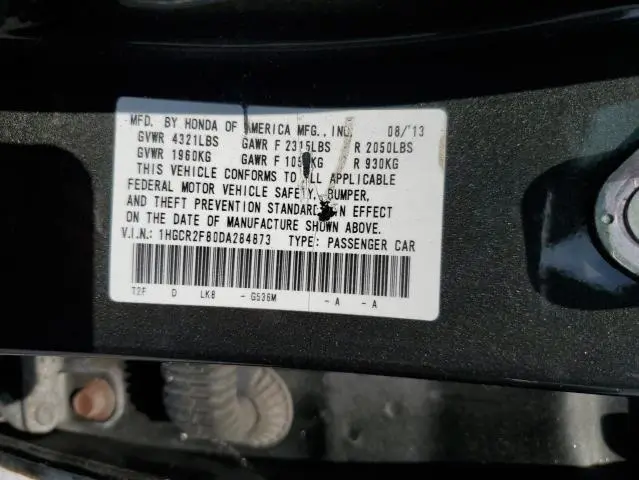 MFD. BY HONDA OF AMERICA MFG., INC. 08/'13
GVWR 4321LBS GAWR F 2315LBS R 2050LBS
GVWR 1960KG GAWR F KG R 930KG
THIS VEHICLE CONFORMS TO ALL APPLICABLE
FEDERAL MOTOR VEHICLE SAFETY, BUMPER,
AND THEFT PREVENTION STANDARDS IN EFFECT
ON THE DATE OF MANUFACTURE SHOWN ABOVE.
V.I.N.: 1HGCR2F80DA284873 TYPE: PASSENGER CAR
T2F D LK8 - G536M - A - A